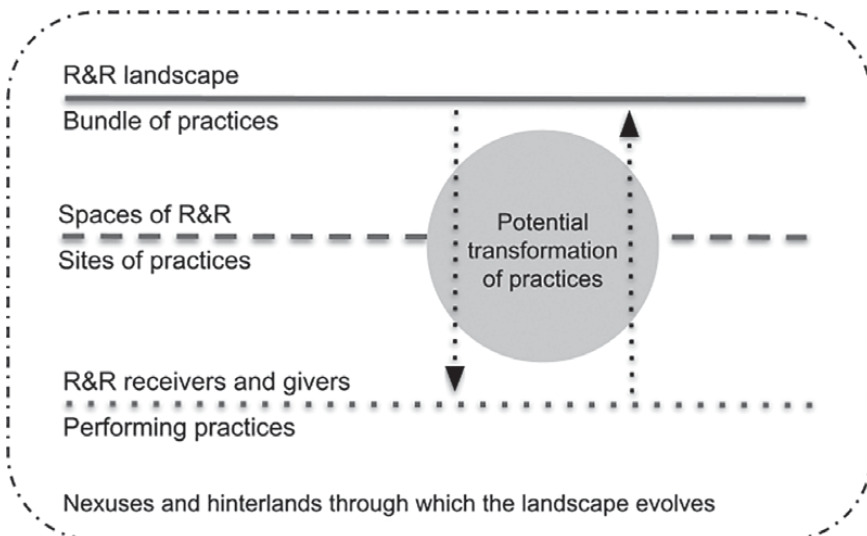 R&R landscape
Bundle of practices
Spaces of R&R
Sites of practices
Potential
transformation
of practices
R&R receivers and givers
Performing practices
Nexuses and hinterlands through which the landscape evolves